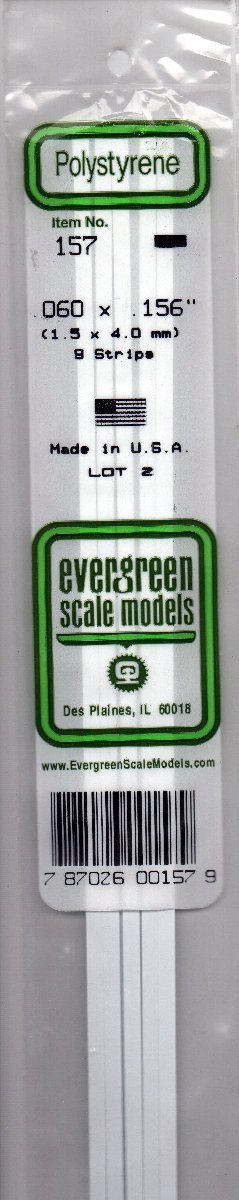 Polystyrene
Item No.
157
.060 x .156"
(1.5 x 4.0 mm)
9 Strips
Made in U.S.A.
LOT 2
evergreen
scale models
Des Plaines, IL 60018
www.EvergreenScaleModels.com
7 87026 00157 9